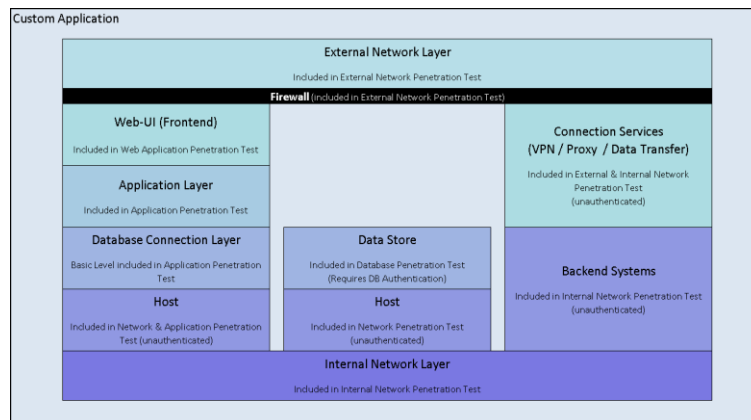 Custom Application
External Network Layer
Included in External Network Penetration Test
Firewall (included in External Network Penetration Test)
Web-UI (Frontend)
Included in Web Application Penetration Test
Application Layer
Included in Application Penetration Test
Database Connection Layer
Basic Level included in Application Penetration
Test
Host
Included in Network & Application Penetration
Test (unauthenticated)
Data Store
Included in Database Penetration Test
(Requires DB Authentication)
Host
Included in Network Penetration Test
(unauthenticated)
Connection Services
(VPN / Proxy / Data Transfer)
Included in External & Internal Network
Penetration Test
(unauthenticated)
Backend Systems
Included in Internal Network Penetration Test
(unauthenticated)
Internal Network Layer
Included in Internal Network Penetration Test